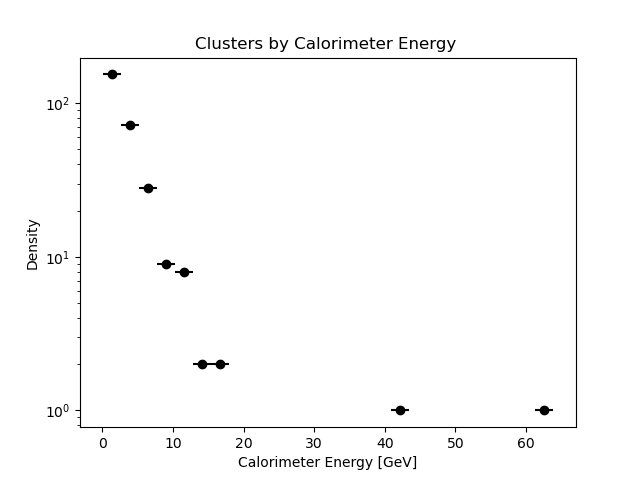 Clusters by Calorimeter Energy
Density
10²
10¹
10⁰
0 10 20 30 40 50 60
Calorimeter Energy [GeV]